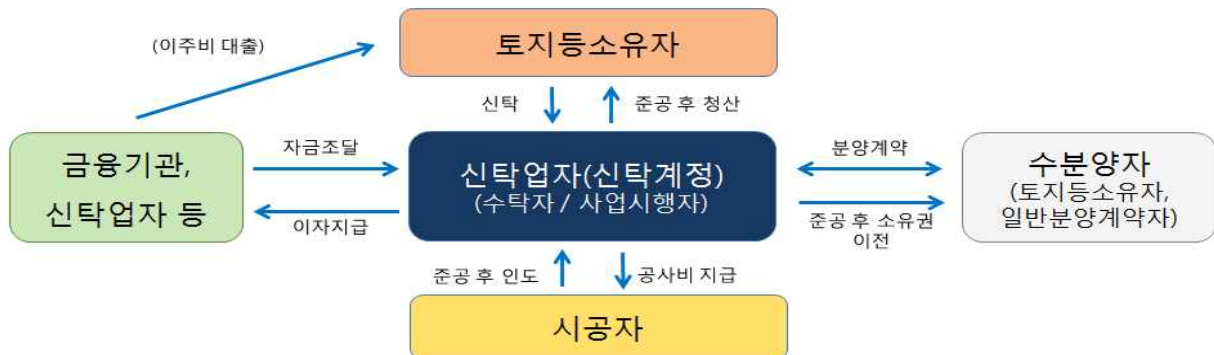 (이주비 대출)
토지등소유자
신탁
준공 후 청산
금융기관,
신탁업자 등
자금조달
이자지급
신탁업자(신탁계정)
(수탁자 / 사업시행자)
분양계약
준공 후 소유권
이전
수분양자
(토지등소유자,
일반분양계약자)
준공 후 인도
공사비 지급
시공자